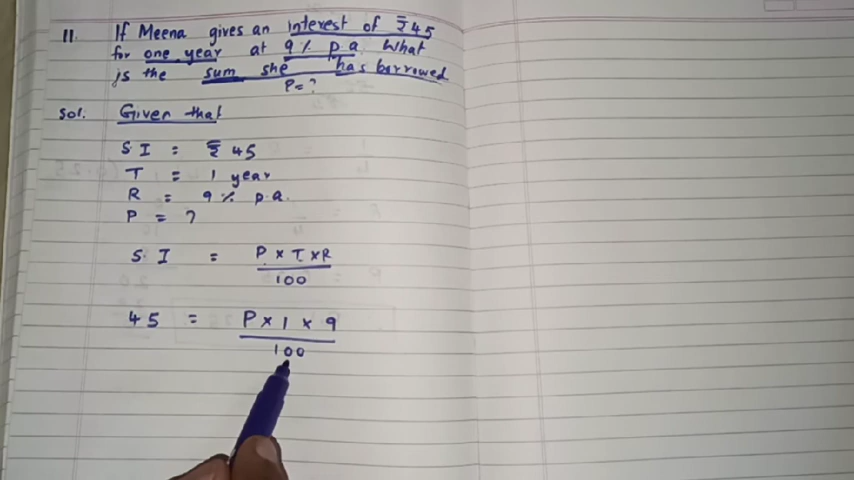 11. If Meena gives an interest of ₹45
for one year at 9% p.a. What
is the sum she has borrowed
P = ?
Sol. Given that
S.I = ₹ 45
T = 1 year
R = 9% p.a.
P = ?
S.I = P × T × R
100
45 = P × 1 × 9
100